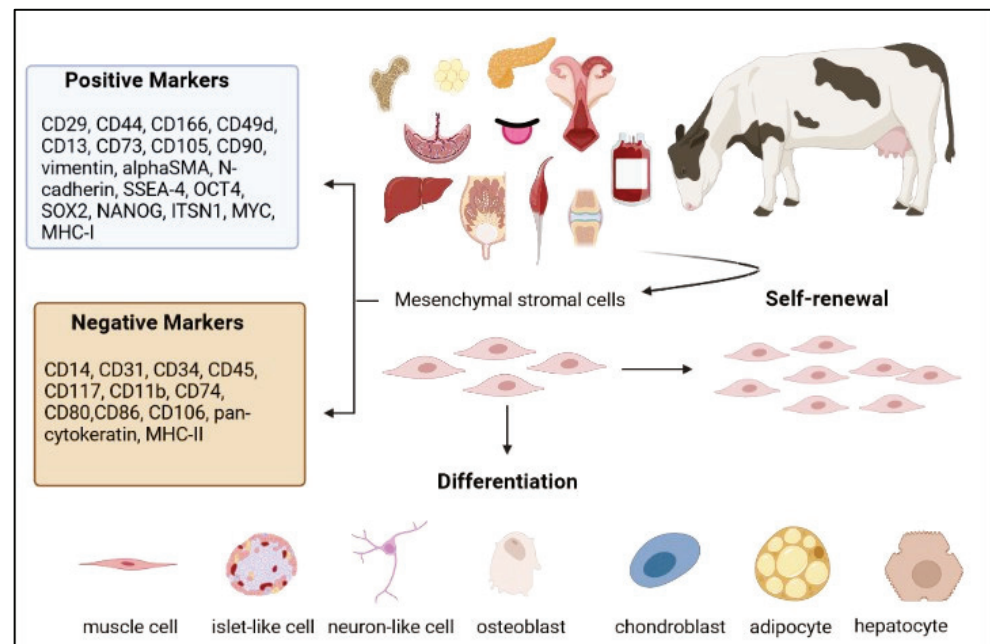 Positive Markers
CD29, CD44, CD166, CD49d,
CD13, CD73, CD105, CD90,
vimentin, alphaSMA, N-
cadherin, SSEA-4, OCT4,
SOX2, NANOG, ITSN1, MYC,
MHC-I
Negative Markers
CD14, CD31, CD34, CD45,
CD117, CD11b, CD74,
CD80,CD86, CD106, pan-
cytokeratin, MHC-II
Mesenchymal stromal cells
Self-renewal
Differentiation
muscle cell
islet-like cell
neuron-like cell
osteoblast
chondroblast
adipocyte
hepatocyte